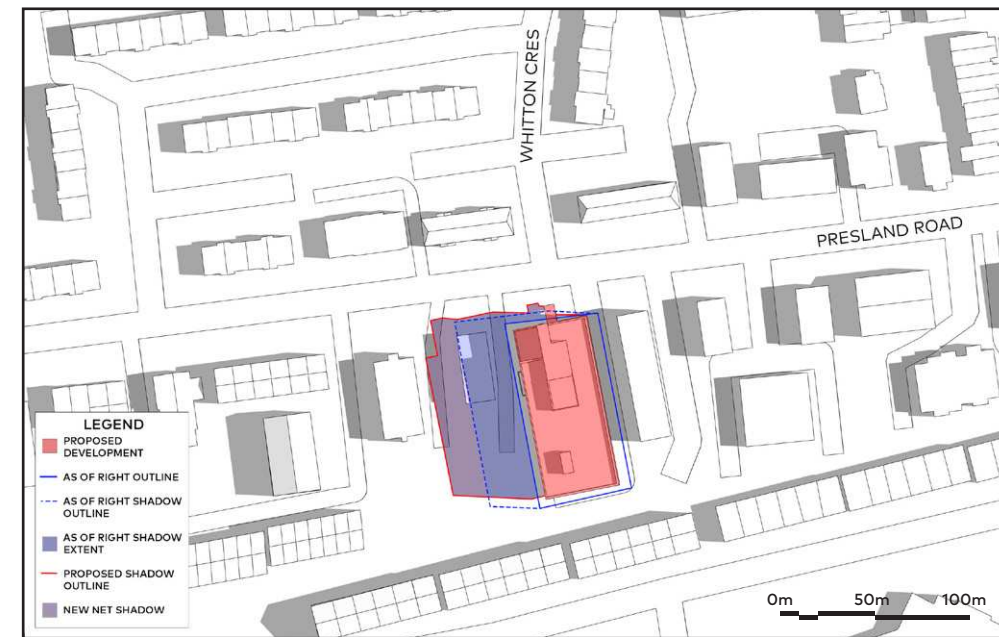 WHITTON CRES
PRESLAND ROAD
LEGEND
PROPOSED
DEVELOPMENT
AS OF RIGHT OUTLINE
AS OF RIGHT SHADOW
OUTLINE
AS OF RIGHT SHADOW
EXTENT
PROPOSED SHADOW
OUTLINE
NEW NET SHADOW
0m 50m 100m